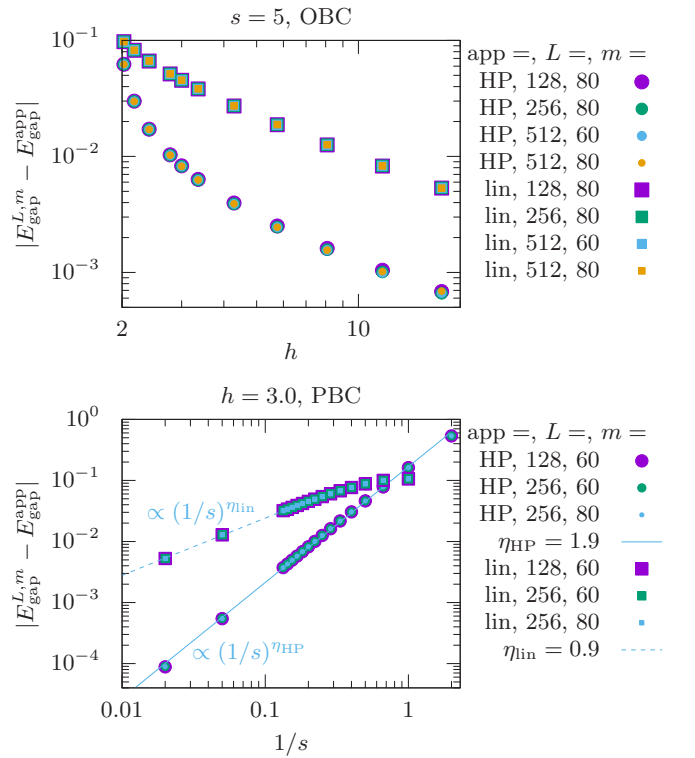 s = 5, OBC
|E_gap^{L,m} − E_gap^{app}|
10^{-1}
10^{-2}
10^{-3}
2
10
h
app =, L =, m =
HP, 128, 80
HP, 256, 80
HP, 512, 60
HP, 512, 80
lin, 128, 80
lin, 256, 80
lin, 512, 60
lin, 512, 80
h = 3.0, PBC
|E_gap^{L,m} − E_gap^{app}|
10^0
10^{-1}
10^{-2}
10^{-3}
10^{-4}
0.01
0.1
1
1/s
∝ (1/s)^{η_lin}
∝ (1/s)^{η_HP}
app =, L =, m =
HP, 128, 60
HP, 256, 60
HP, 256, 80
η_HP = 1.9
lin, 128, 60
lin, 256, 60
lin, 256, 80
η_lin = 0.9